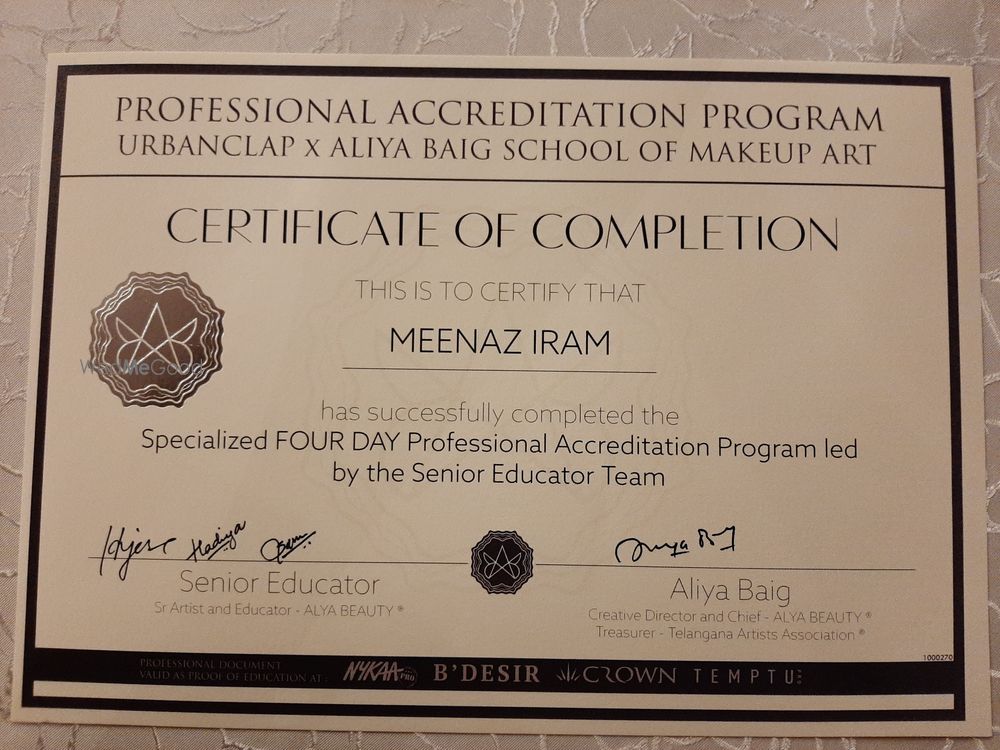 PROFESSIONAL ACCREDITATION PROGRAM
URBANCLAP X ALIYA BAIG SCHOOL OF MAKEUP ART
CERTIFICATE OF COMPLETION
THIS IS TO CERTIFY THAT
MEENAZ IRAM
WedMeGood
has successfully completed the
Specialized FOUR DAY Professional Accreditation Program led
by the Senior Educator Team
Hadiya
Senior Educator
Sr Artist and Educator - ALYA BEAUTY ®
Aliya Baig
Creative Director and Chief - ALYA BEAUTY ®
Treasurer - Telangana Artists Association ®
1000270
PROFESSIONAL DOCUMENT
VALID AS PROOF OF EDUCATION AT :
NYKAA PRO B'DESIR CROWN TEMPTU